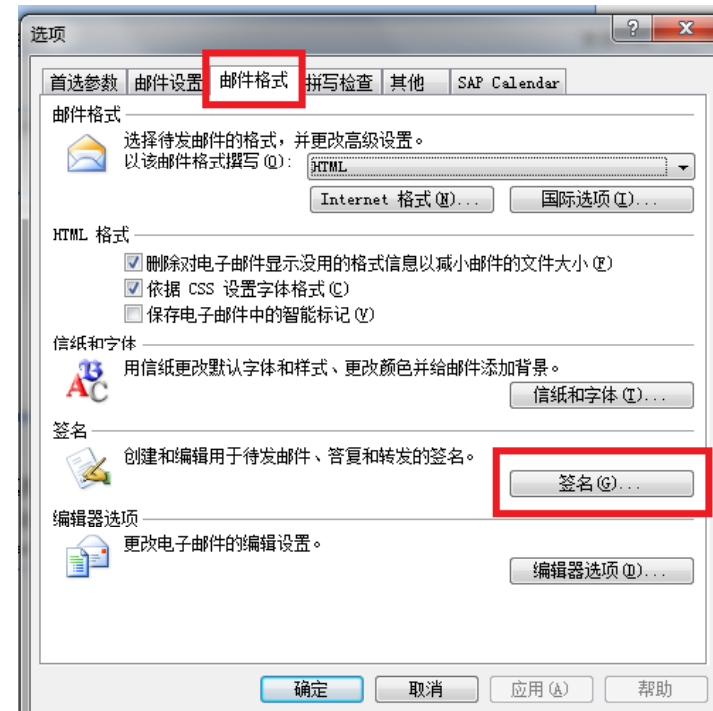 选项
首选参数 邮件设置 邮件格式 拼写检查 其他 SAP Calendar
邮件格式
选择待发邮件的格式，并更改高级设置。
以该邮件格式撰写(O): HTML
Internet 格式(N)... 国际选项(I)...
HTML 格式
删除对电子邮件显示没用的格式信息以减小邮件的文件大小(F)
依据 CSS 设置字体格式(C)
保存电子邮件中的智能标记(V)
信纸和字体
用信纸更改默认字体和样式、更改颜色并给邮件添加背景。
信纸和字体(T)...
签名
创建和编辑用于待发邮件、答复和转发的签名。
签名(G)...
编辑器选项
更改电子邮件的编辑设置。
编辑器选项(D)...
确定 取消 应用(A) 帮助